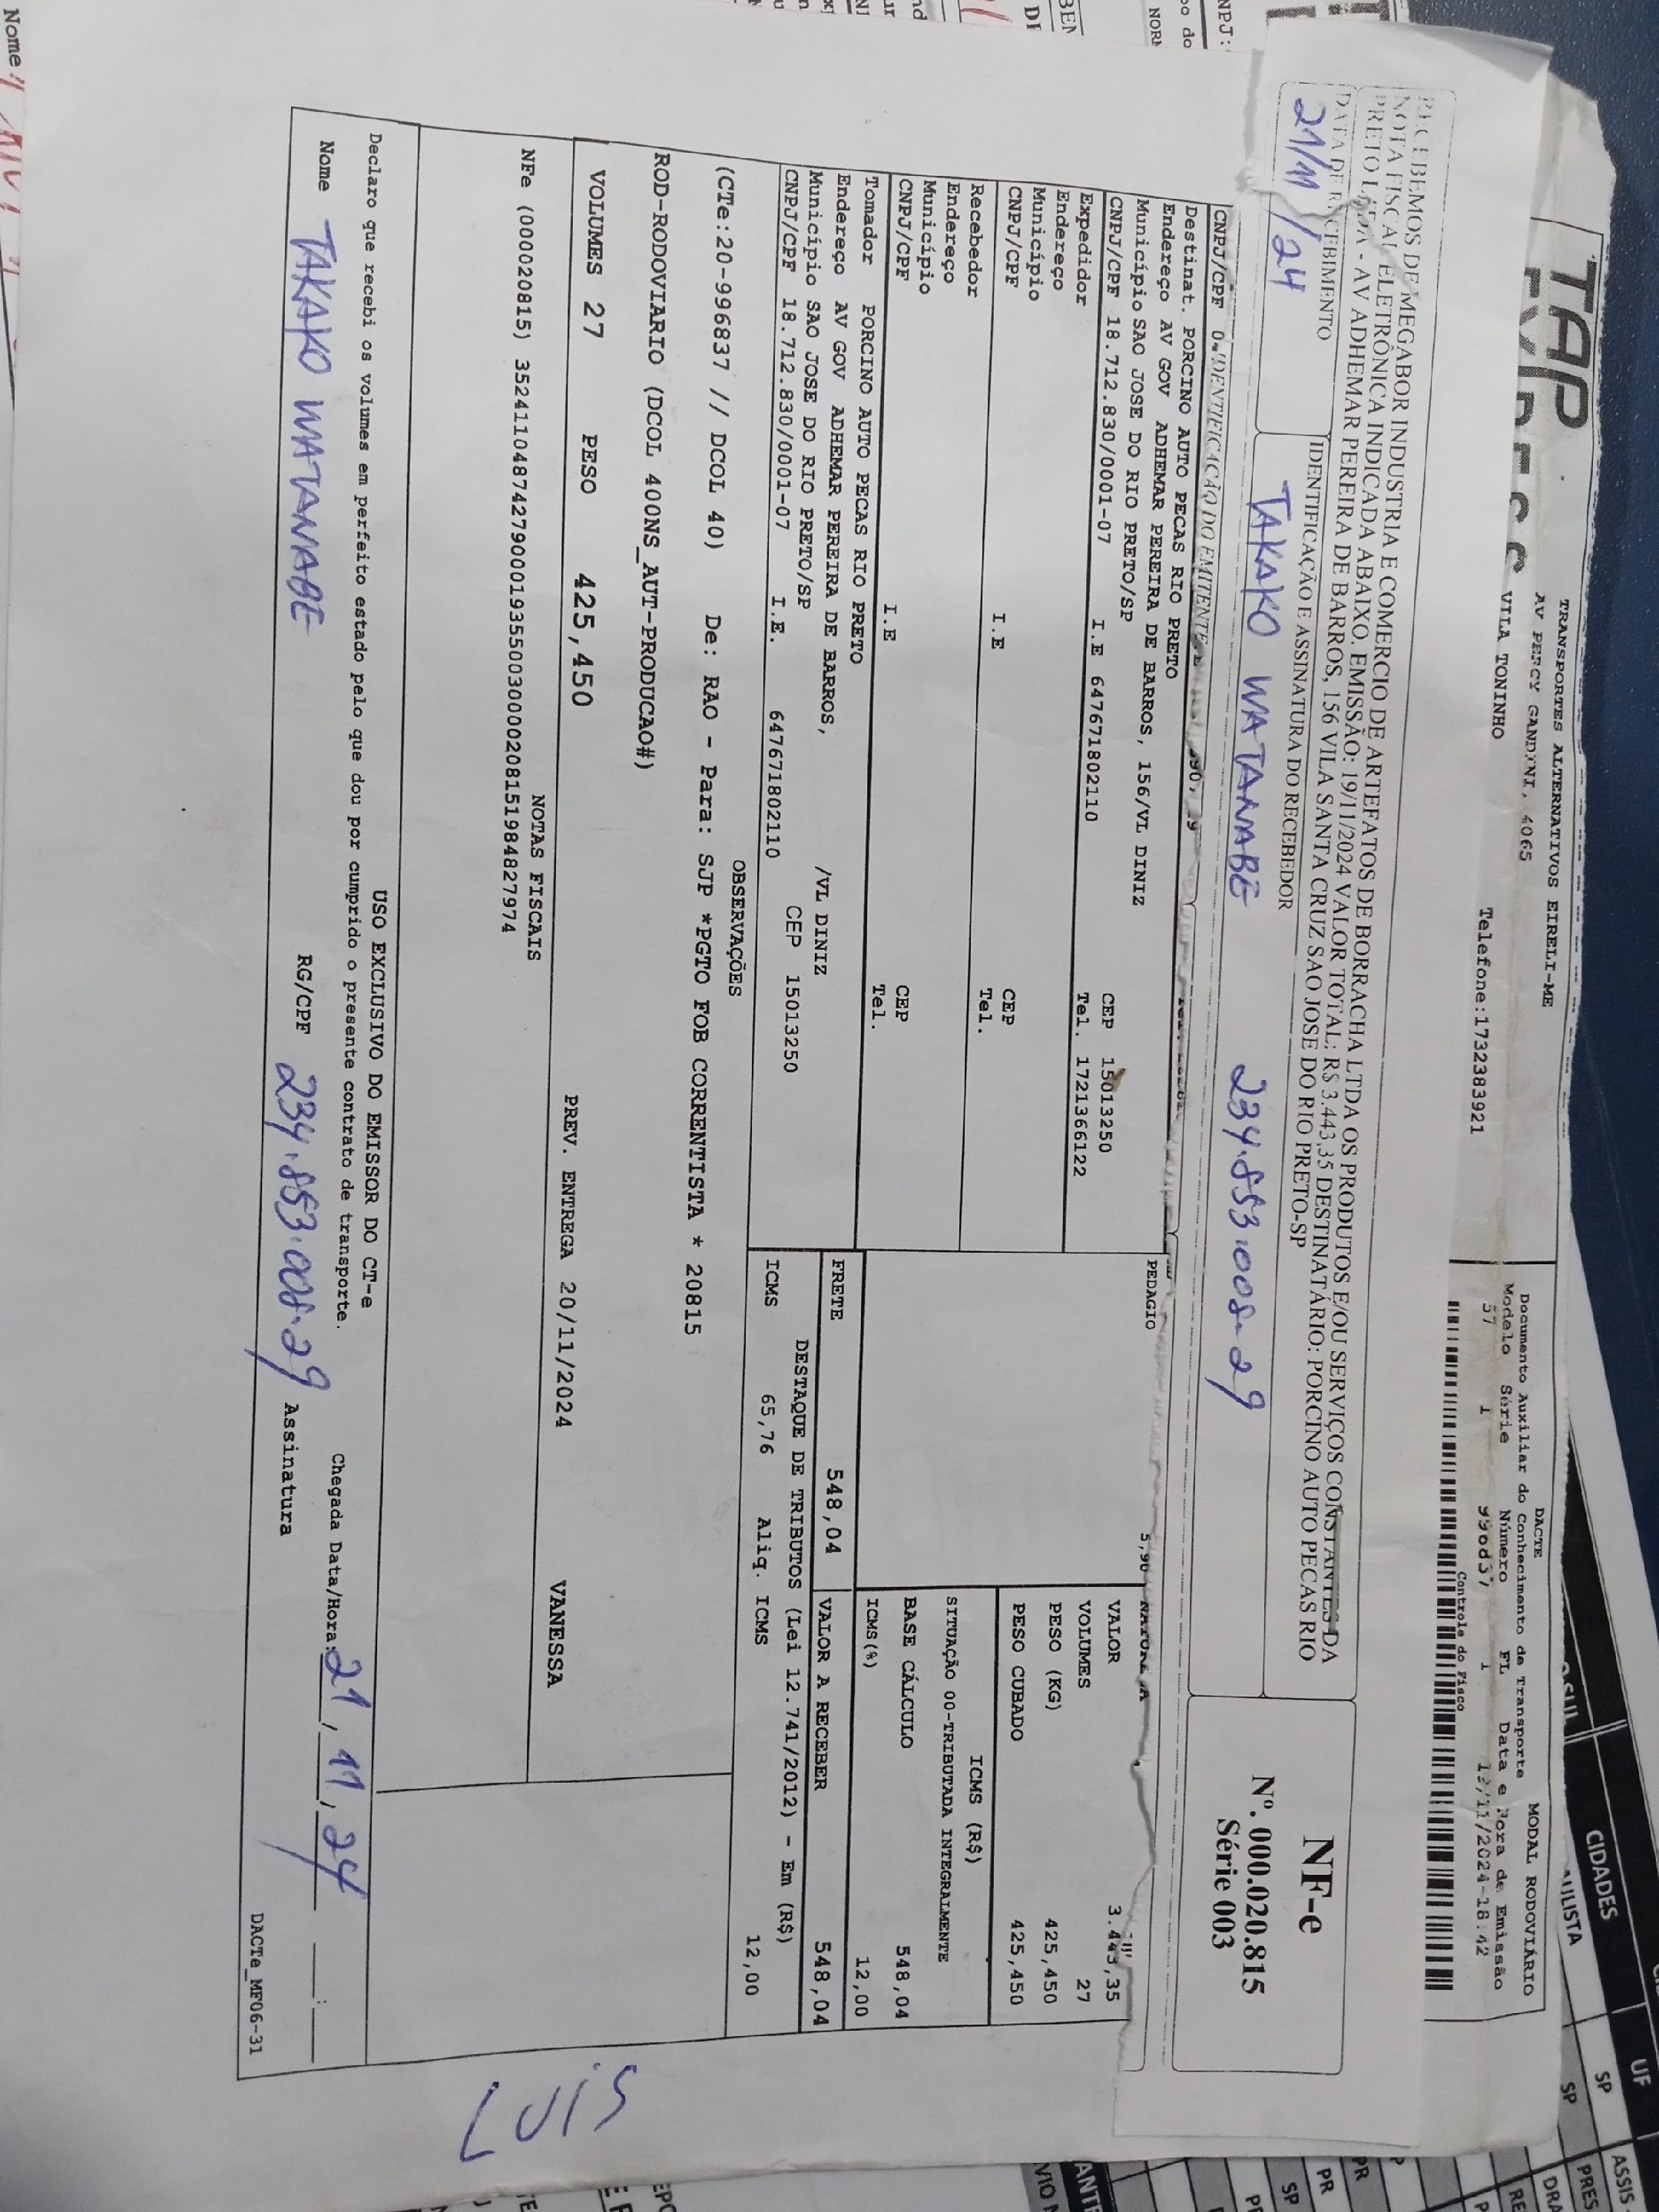 TAP
TRANSPORTES ALTERNATIVOS EIRELI-ME
AV PERCY GANDINI, 4065
VILA TONINHO
Telefone:1732383921
DACTE
Documento Auxiliar do Conhecimento de Transporte
MODAL RODOVIÁRIO
Modelo Série Número FL Data e Hora de Emissão
57 1 1 19/11/2024-18:42
Controle do Fisco
RECEBEMOS DE MEGABOR INDUSTRIA E COMERCIO DE ARTEFATOS DE BORRACHA LTDA OS PRODUTOS E/OU SERVIÇOS CONSTANTES DA
NOTA FISCAL ELETRÔNICA INDICADA ABAIXO. EMISSÃO: 19/11/2024 VALOR TOTAL: R$ 3.443,35 DESTINATÁRIO: PORCINO AUTO PECAS RIO
PRETO LTDA - AV ADHEMAR PEREIRA DE BARROS, 156 VILA SANTA CRUZ SAO JOSE DO RIO PRETO-SP
DATA DE RECEBIMENTO
IDENTIFICAÇÃO E ASSINATURA DO RECEBEDOR
21/11/24
TAKAKO WATANABE 234.853.008-29
NF-e
Nº. 000.020.815
Série 003
CNPJ/CPF
IDENTIFICAÇÃO DO EMITENTE
Destinat. PORCINO AUTO PECAS RIO PRETO
Endereço AV GOV ADHEMAR PEREIRA DE BARROS, 156/VL DINIZ
Município SAO JOSE DO RIO PRETO/SP CEP 15013250
CNPJ/CPF 18.712.830/0001-07 I.E 647671802110 Tel. 1721366122
Expedidor
Endereço
Município CEP
CNPJ/CPF I.E Tel.
Recebedor
Endereço
Município CEP
CNPJ/CPF I.E Tel.
Tomador PORCINO AUTO PECAS RIO PRETO
Endereço AV GOV ADHEMAR PEREIRA DE BARROS, /VL DINIZ
Município SAO JOSE DO RIO PRETO/SP CEP 15013250
CNPJ/CPF 18.712.830/0001-07 I.E. 647671802110
PEDAGIO 5,90
VALOR 3.443,35
VOLUMES 27
PESO (KG) 425,450
PESO CUBADO 425,450
ICMS (R$)
SITUAÇÃO 00-TRIBUTADA INTEGRALMENTE
BASE CÁLCULO 548,04
ICMS(%) 12,00
FRETE 548,04 VALOR A RECEBER 548,04
DESTAQUE DE TRIBUTOS (Lei 12.741/2012) - Em (R$)
ICMS 65,76 Aliq. ICMS 12,00
OBSERVAÇÕES
(CTe:20-996837 // DCOL 40) De: RAO - Para: SJP *PGTO FOB CORRENTISTA * 20815
ROD-RODOVIARIO (DCOL 400NS_AUT-PRODUCAO#)
VOLUMES 27 PESO 425,450 PREV. ENTREGA 20/11/2024 VANESSA
NOTAS FISCAIS
NFe (000020815) 35241104874279000193550030000208151984827974
USO EXCLUSIVO DO EMISSOR DO CT-e
Declaro que recebi os volumes em perfeito estado pelo que dou por cumprido o presente contrato de transporte.
Chegada Data/Hora: 21/11/24 :
Nome TAKAKO WATANABE RG/CPF 234.853.008-29 Assinatura
DACTe_MF06-31
LUIS
Nome
CIDADES
UF
SP
SP